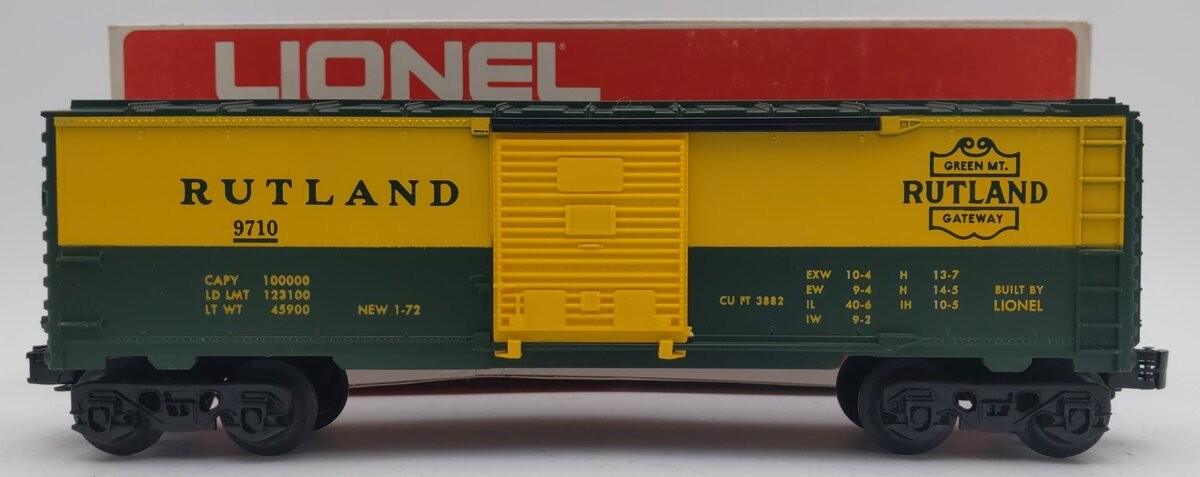 LIONEL
RUTLAND
9710
CAPY 100000
LD LMT 123100
LT WT 45900
NEW 1-72
CU FT 3882
EXW 10-4 H 13-7
EW 9-4 H 14-5
IL 40-6 IH 10-5
IW 9-2
BUILT BY
LIONEL
GREEN MT.
RUTLAND
GATEWAY